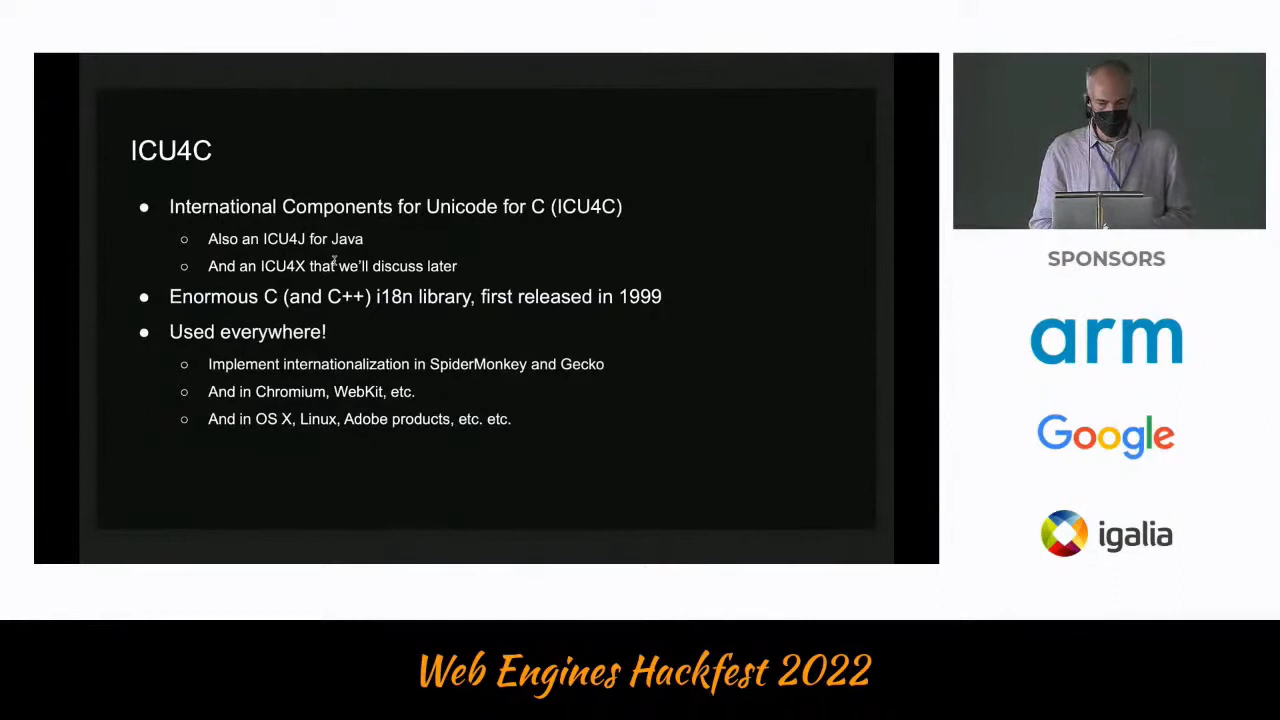 ICU4C
● International Components for Unicode for C (ICU4C)
○ Also an ICU4J for Java
○ And an ICU4X that we'll discuss later
● Enormous C (and C++) i18n library, first released in 1999
● Used everywhere!
○ Implement internationalization in SpiderMonkey and Gecko
○ And in Chromium, WebKit, etc.
○ And in OS X, Linux, Adobe products, etc. etc.
SPONSORS
arm
Google
igalia
Web Engines Hackfest 2022